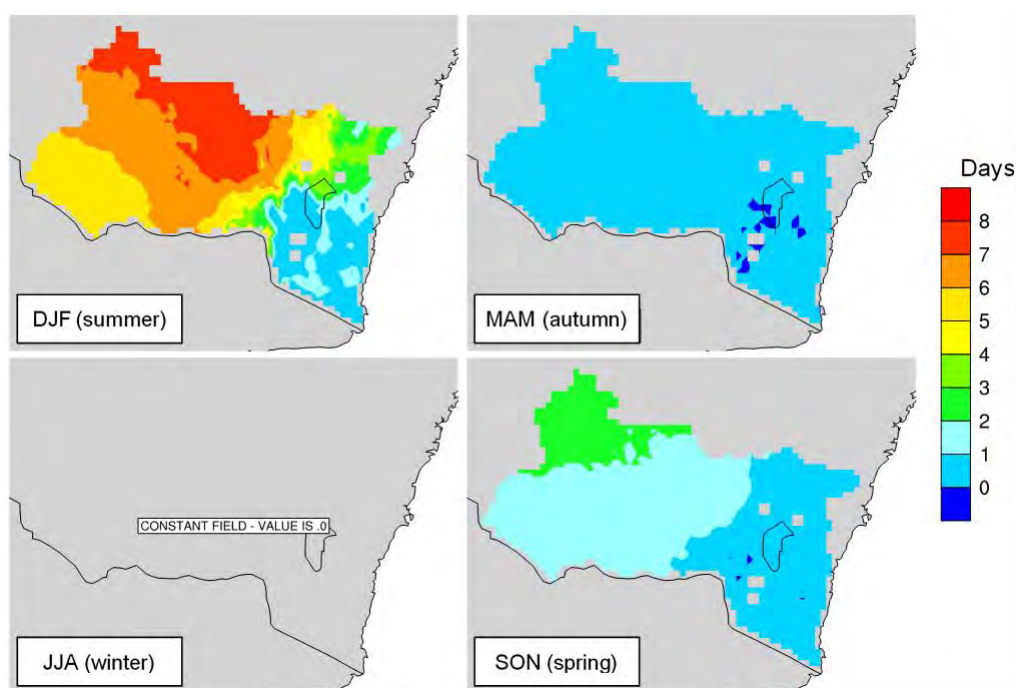 Days
8
7
6
5
4
3
2
1
0
DJF (summer)
MAM (autumn)
CONSTANT FIELD - VALUE IS .0
JJA (winter)
SON (spring)